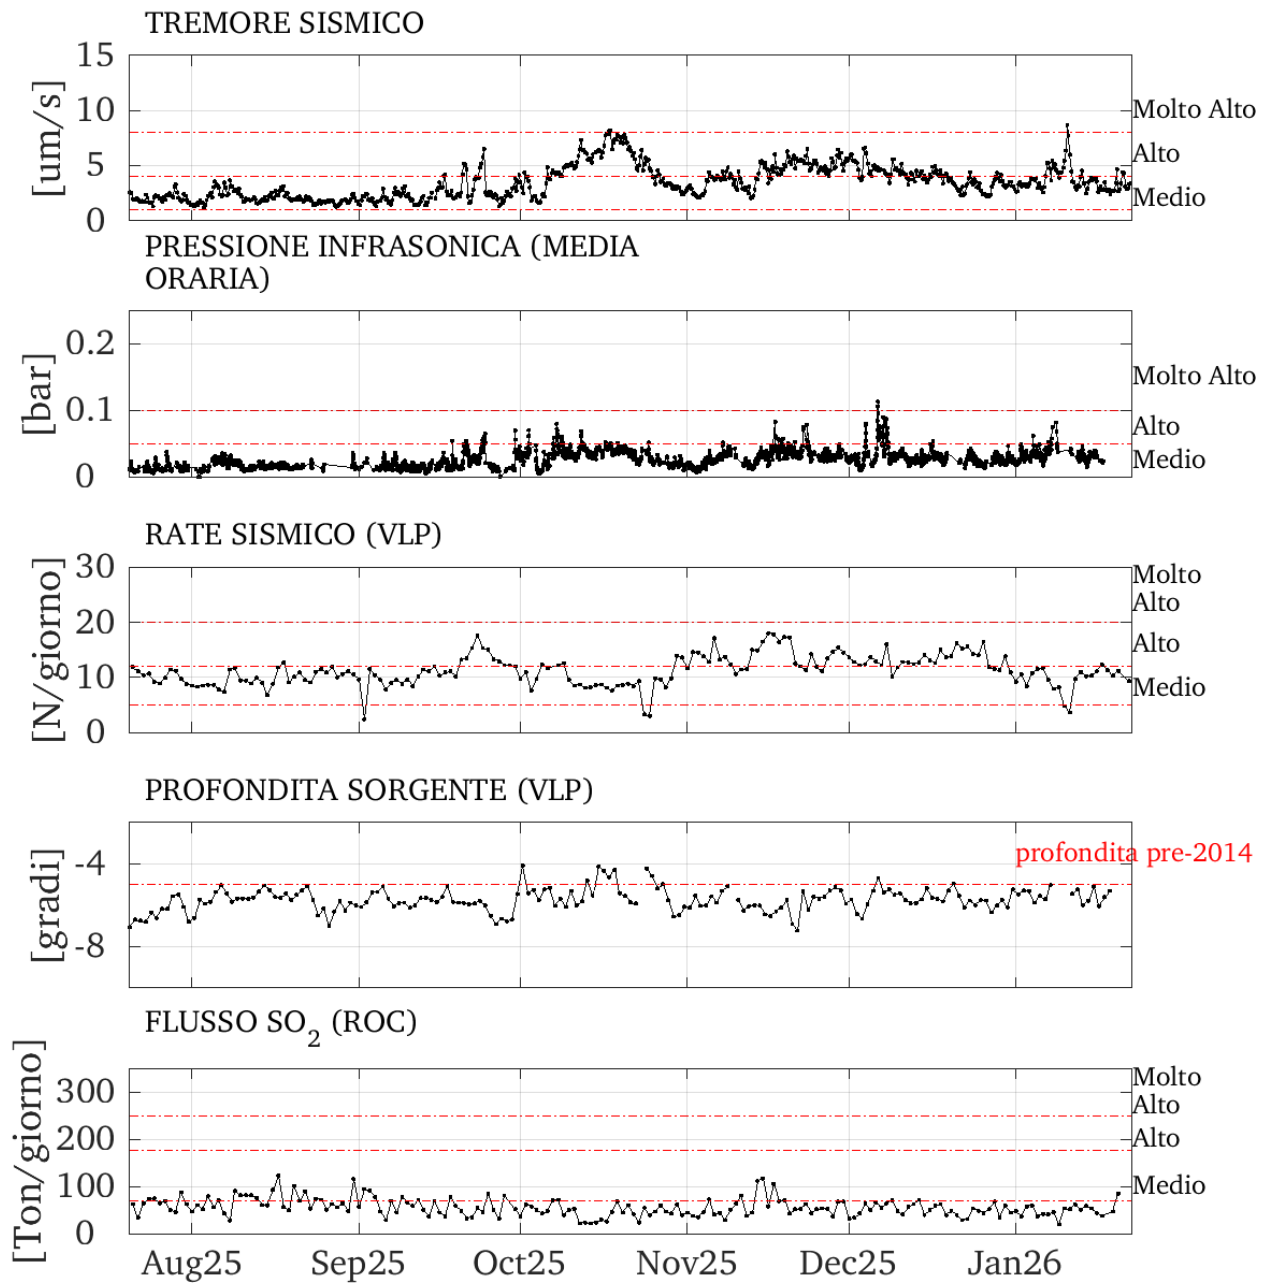 TREMORE SISMICO
15
10
5
0
[um/s]
Molto Alto
Alto
Medio
PRESSIONE INFRASONICA (MEDIA
ORARIA)
0.2
0.1
0
[bar]
Molto Alto
Alto
Medio
RATE SISMICO (VLP)
30
20
10
0
[N/giorno]
Molto
Alto
Alto
Medio
PROFONDITA SORGENTE (VLP)
-4
-8
[gradi]
profondita pre-2014
FLUSSO SO2 (ROC)
300
200
100
0
[Ton/giorno]
Molto
Alto
Alto
Medio
Aug25 Sep25 Oct25 Nov25 Dec25 Jan26